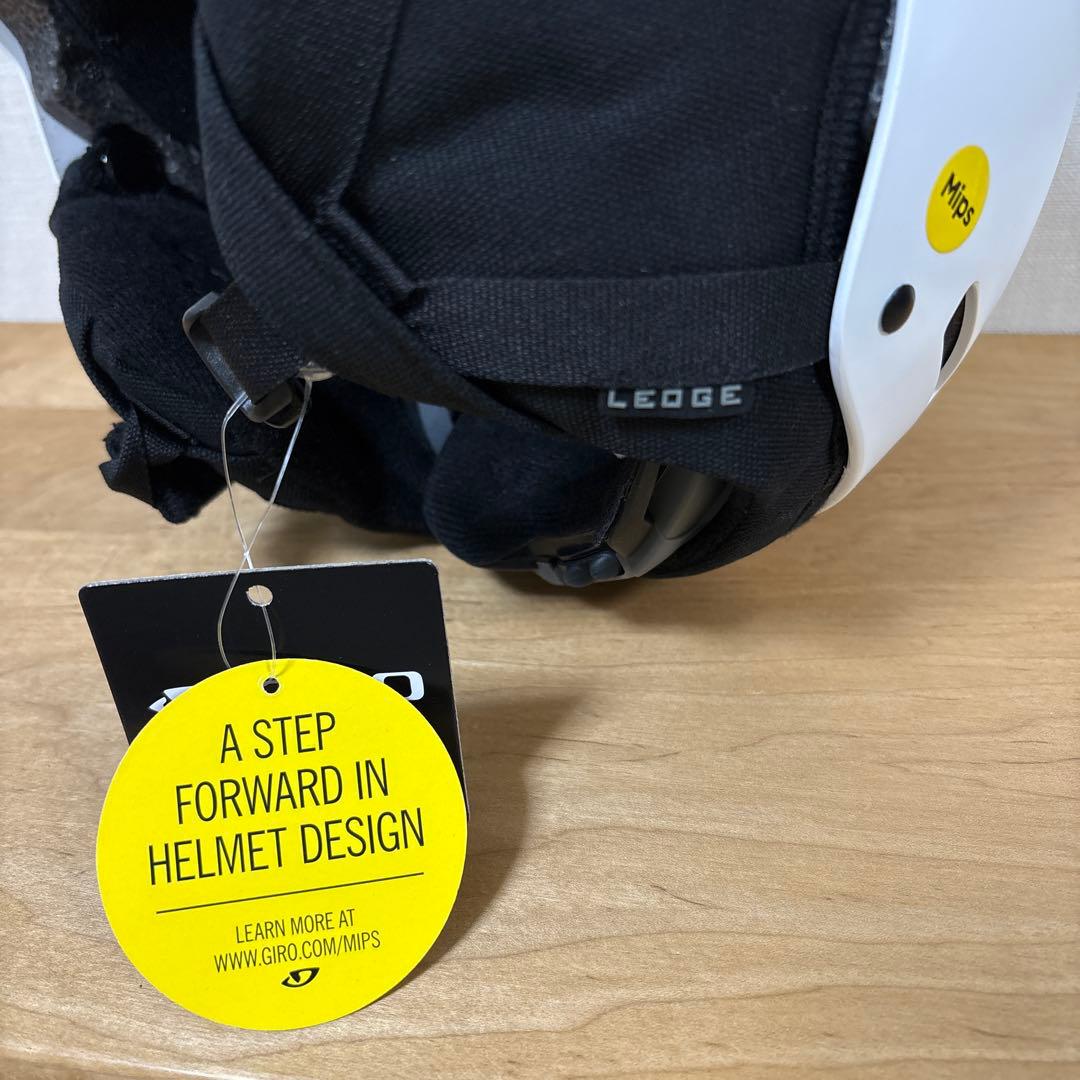 Mips
LEDGE
A STEP
FORWARD IN
HELMET DESIGN
LEARN MORE AT
WWW.GIRO.COM/MIPS